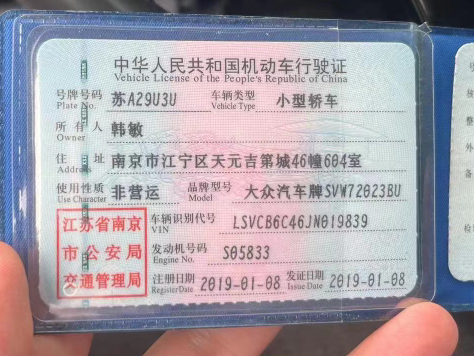 中华人民共和国机动车行驶证
Vehicle License of the People's Republic of China
号牌号码 苏A29U3U 车辆类型 小型轿车
Plate No. Vehicle Type
所有人 韩敏
Owner
住址 南京市江宁区天元吉第城46幢604室
Address
使用性质 非营运 品牌型号 大众汽车牌SVW72023BU
Use Character Model
江苏省南京 车辆识别代号 LSVCB6C46JN019839
VIN
市公安局 发动机号码 S05833
Engine No.
交通管理局 注册日期 2019-01-08 发证日期 2019-01-08
Register Date Issue Date